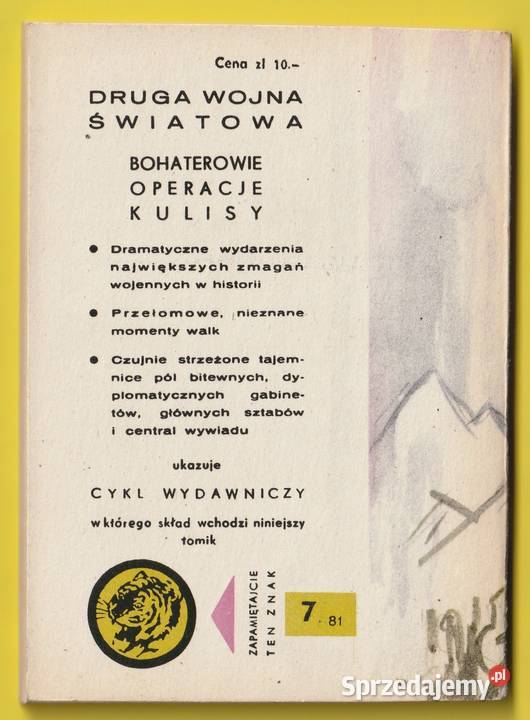 Cena zł 10.–
DRUGA WOJNA
ŚWIATOWA
BOHATEROWIE
OPERACJE
KULISY
● Dramatyczne wydarzenia
największych zmagań
wojennych w historii
● Przełomowe, nieznane
momenty walk
● Czujnie strzeżone tajem-
nice pól bitewnych, dy-
plomatycznych gabine-
tów, głównych sztabów
i central wywiadu
ukazuje
CYKL WYDAWNICZY
w którego skład wchodzi niniejszy
tomik
ZAPAMIĘTAJCIE
TEN ZNAK
7.81
Sprzedajemy.pl